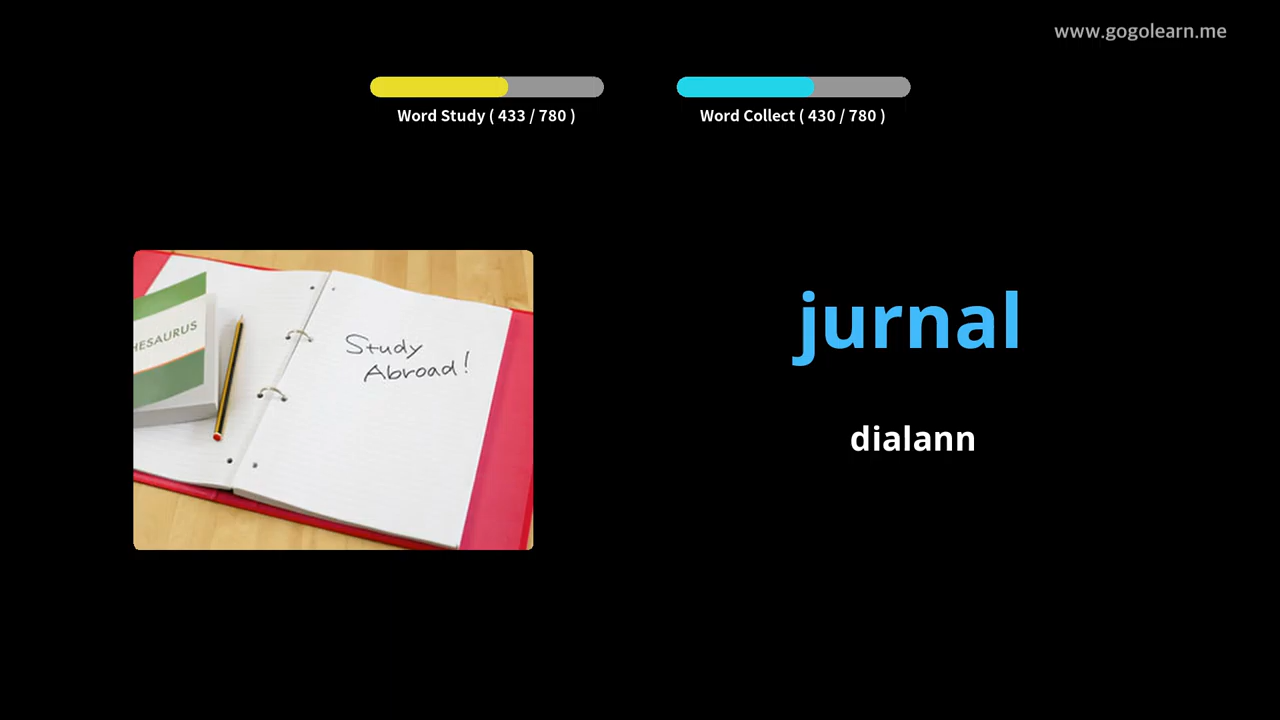 www.gogolearn.me
Word Study ( 433 / 780 )
Word Collect ( 430 / 780 )
HESAURUS
Study
Abroad!
jurnal
dialann